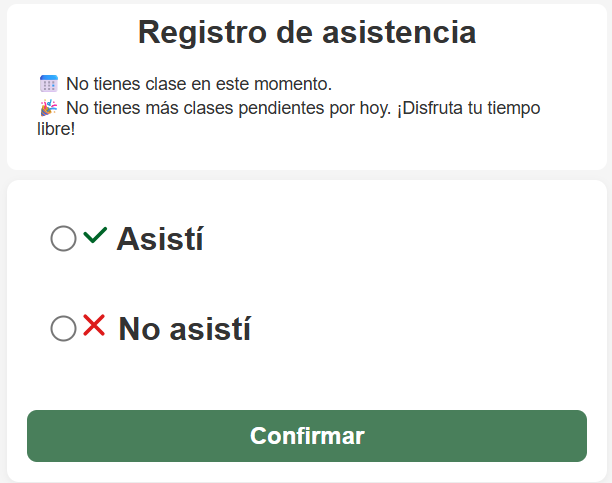 Registro de asistencia
No tienes clase en este momento.
No tienes más clases pendientes por hoy. ¡Disfruta tu tiempo
libre!
Asistí
No asistí
Confirmar